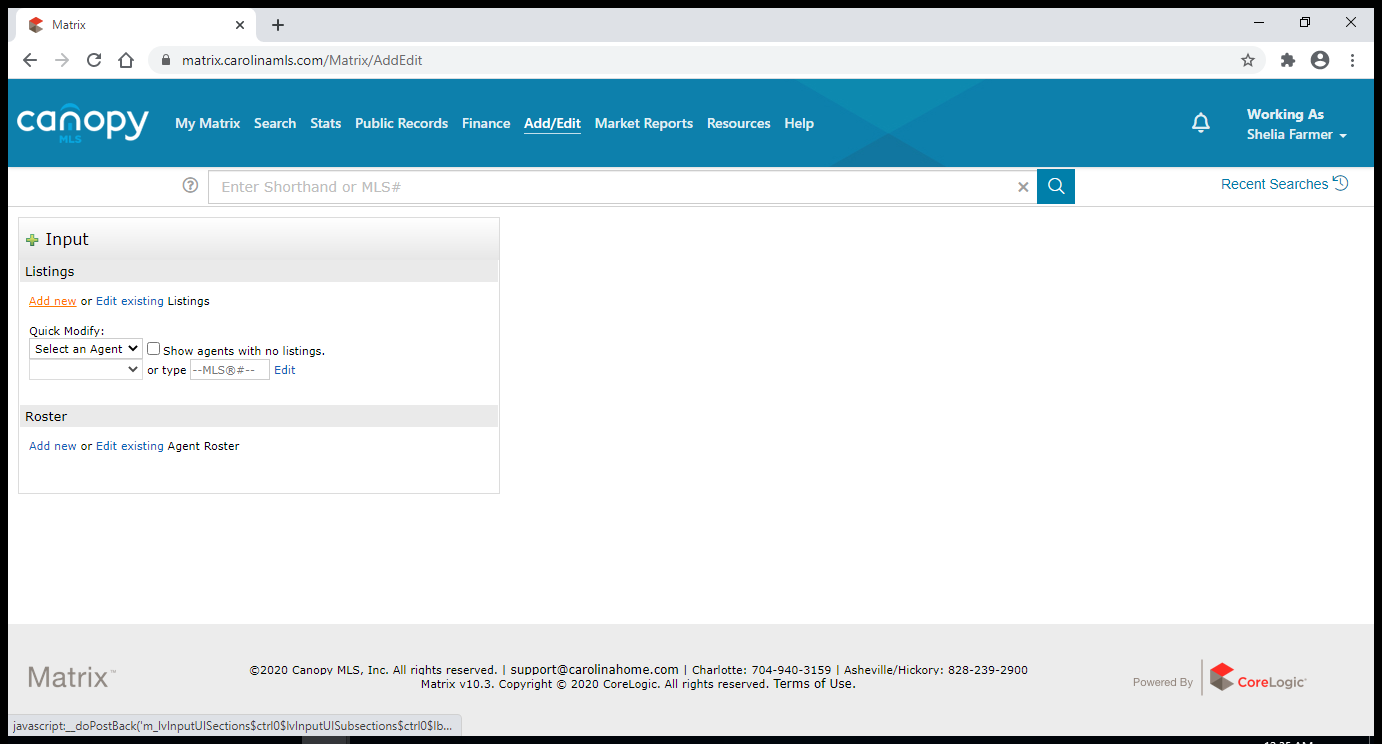 Matrix
matrix.carolinamls.com/Matrix/AddEdit
canopy
MLS
My Matrix Search Stats Public Records Finance Add/Edit Market Reports Resources Help
Working As
Shelia Farmer
Enter Shorthand or MLS#
Recent Searches
Input
Listings
Add new or Edit existing Listings
Quick Modify:
Select an Agent Show agents with no listings.
or type --MLS®#-- Edit
Roster
Add new or Edit existing Agent Roster
Matrix™
©2020 Canopy MLS, Inc. All rights reserved. | support@carolinahome.com | Charlotte: 704-940-3159 | Asheville/Hickory: 828-239-2900
Matrix v10.3. Copyright © 2020 CoreLogic. All rights reserved. Terms of Use.
Powered By CoreLogic
javascript:__doPostBack('m_lvInputUISections$ctrl0$lvInputUISubsections$ctrl0$lb...